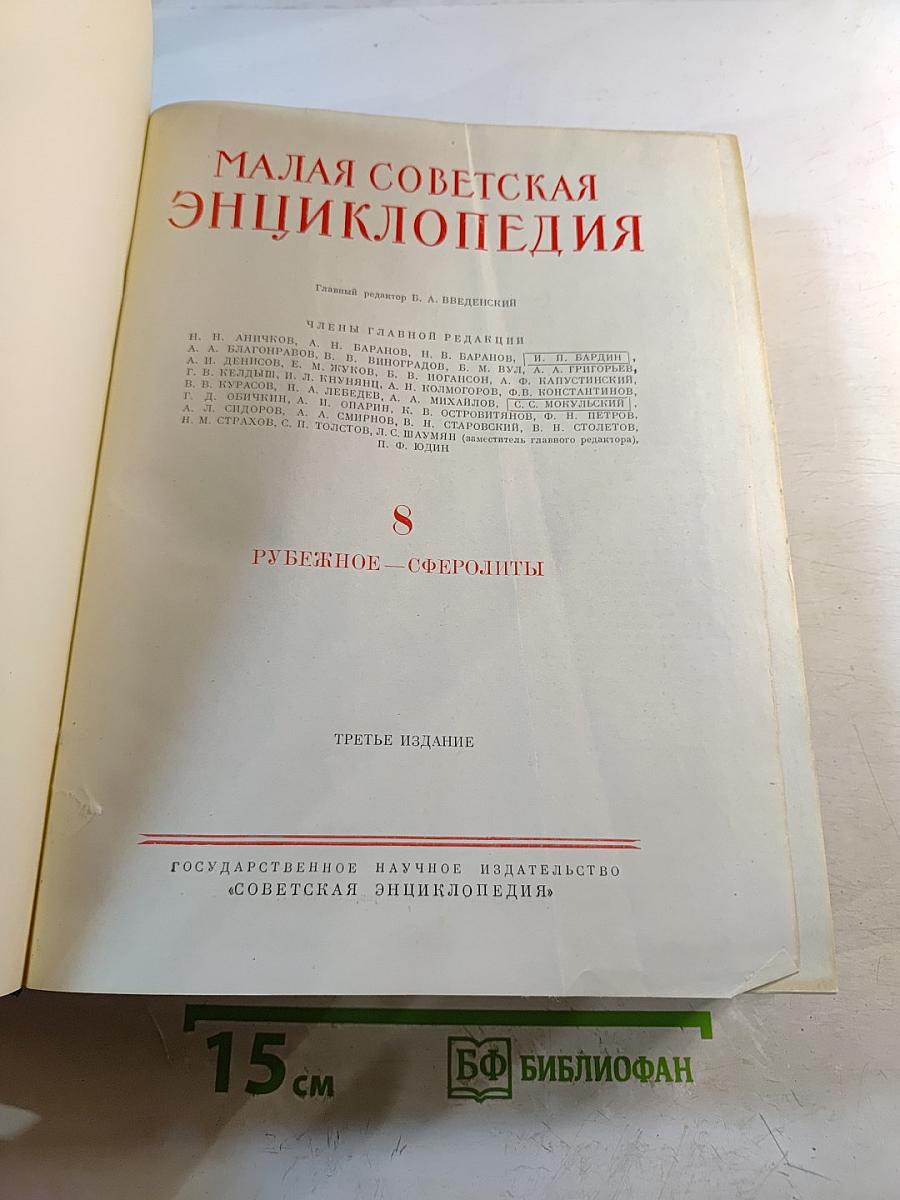 МАЛАЯ СОВЕТСКАЯ
ЭНЦИКЛОПЕДИЯ
Главный редактор Б. А. ВВЕДЕНСКИЙ
ЧЛЕНЫ ГЛАВНОЙ РЕДАКЦИИ
Н. Н. АНИЧКОВ, А. Н. БАРАНОВ, Н. В. БАРАНОВ, И. П. БАРДИН,
А. А. БЛАГОНРАВОВ, В. В. ВИНОГРАДОВ, Б. М. ВУЛ, А. А. ГРИГОРЬЕВ,
А. И. ДЕНИСОВ, Е. М. ЖУКОВ, Б. В. ИОГАНСОН, А. Ф. КАПУСТИНСКИЙ,
Г. В. КЕЛДЫШ, И. Л. КНУНЯНЦ, А. Н. КОЛМОГОРОВ, Ф.В. КОНСТАНТИНОВ,
В. В. КУРАСОВ, Н. А. ЛЕБЕДЕВ, А. А. МИХАЙЛОВ, С. С. МОКУЛЬСКИЙ,
Г. Д. ОБИЧКИН, А. И. ОПАРИН, К. В. ОСТРОВИТЯНОВ, Ф. Н. ПЕТРОВ,
А. Л. СИДОРОВ, А. А. СМИРНОВ, В. Н. СТАРОВСКИЙ, В. Н. СТОЛЕТОВ,
Н. М. СТРАХОВ, С. П. ТОЛСТОВ, Л. С. ШАУМЯН (заместитель главного редактора),
П. Ф. ЮДИН
8
РУБЕЖНОЕ — СФЕРОЛИТЫ
ТРЕТЬЕ ИЗДАНИЕ
ГОСУДАРСТВЕННОЕ НАУЧНОЕ ИЗДАТЕЛЬСТВО
«СОВЕТСКАЯ ЭНЦИКЛОПЕДИЯ»
15 см
БФ БИБЛИОФАН